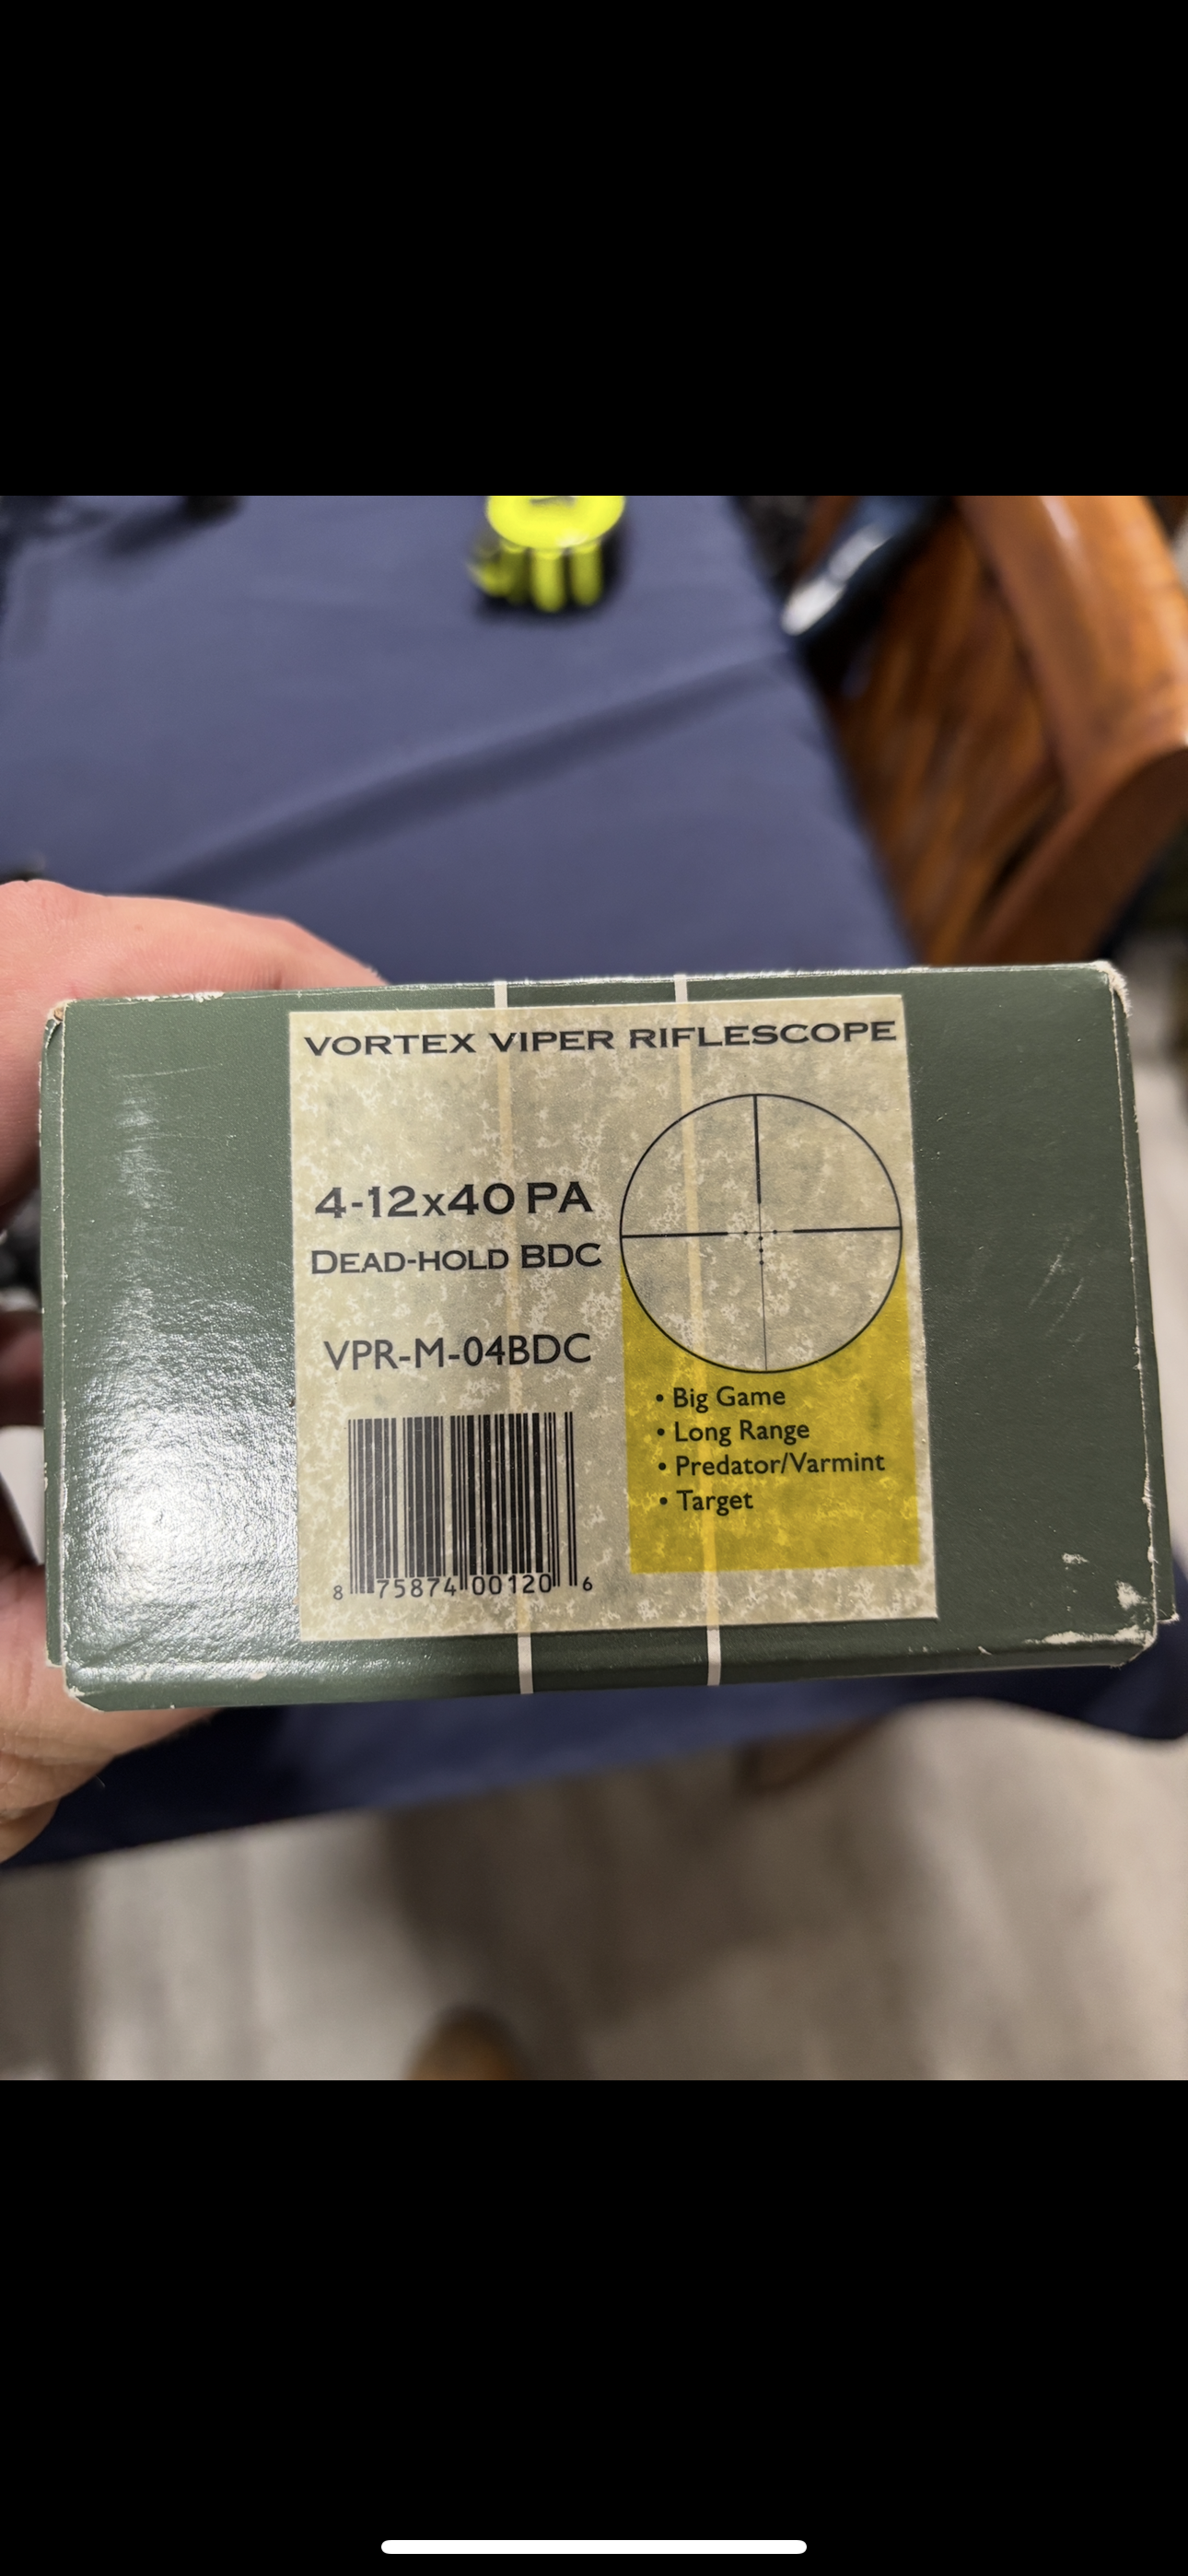 VORTEX VIPER RIFLESCOPE
4-12x40 PA
DEAD-HOLD BDC
VPR-M-04BDC
8 75874 00120 6
• Big Game
• Long Range
• Predator/Varmint
• Target